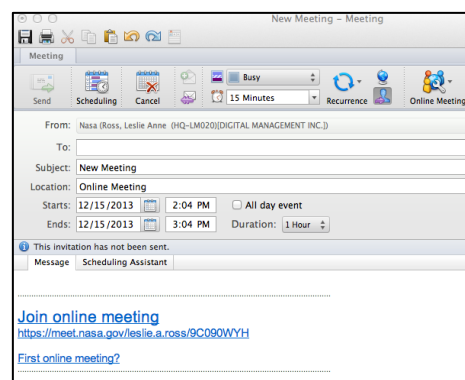 New Meeting – Meeting
Meeting
Send
Scheduling
Cancel
Busy
15 Minutes
Recurrence
Online Meeting
From: Nasa (Ross, Leslie Anne (HQ-LM020)[DIGITAL MANAGEMENT INC.])
To:
Subject: New Meeting
Location: Online Meeting
Starts: 12/15/2013 2:04 PM All day event
Ends: 12/15/2013 3:04 PM Duration: 1 Hour
This invitation has not been sent.
Message Scheduling Assistant
Join online meeting
https://meet.nasa.gov/leslie.a.ross/9C090WYH
First online meeting?